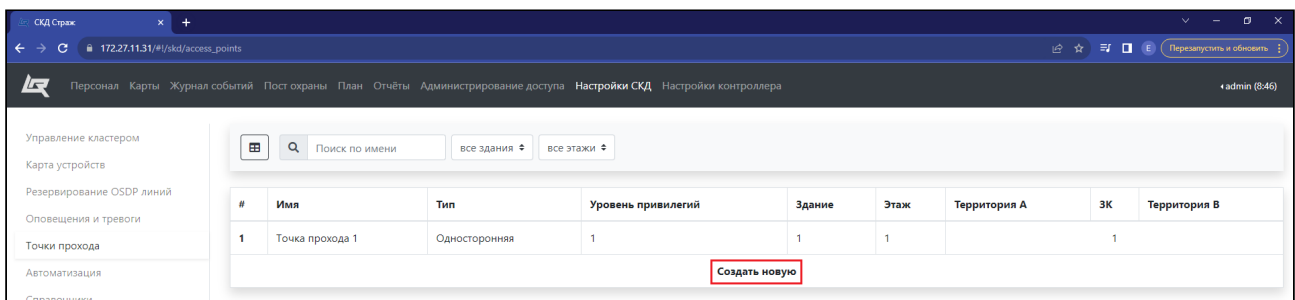 СКД Страж
172.27.11.31/#!/skd/access_points
E Перезапустить и обновить
Персонал Карты Журнал событий Пост охраны План Отчёты Администрирование доступа Настройки СКД Настройки контроллера admin (8:46)
Управление кластером
Поиск по имени все здания все этажи
Карта устройств
Резервирование OSDP линий
# Имя Тип Уровень привилегий Здание Этаж Территория A ЗК Территория B
Оповещения и тревоги
1 Точка прохода 1 Односторонняя 1 1 1 1
Точки прохода
Автоматизация
Создать новую
Справочники